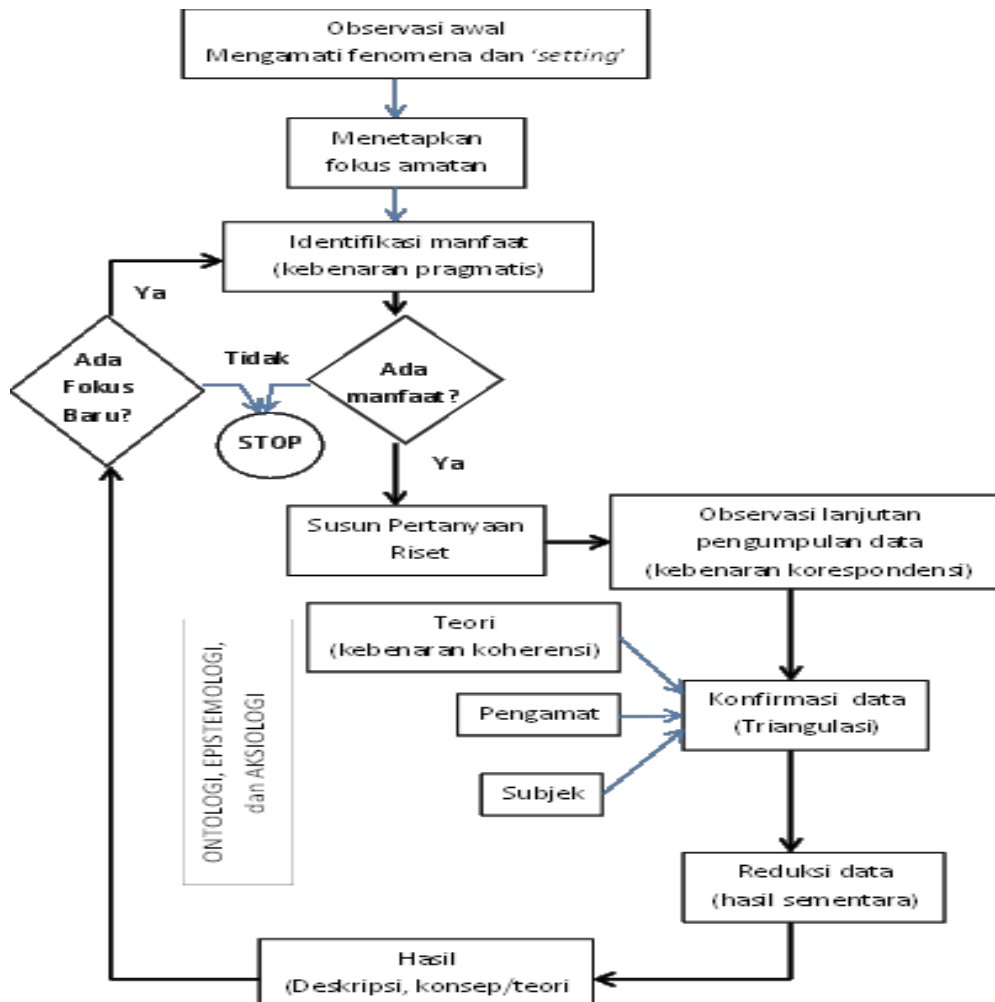 Observasi awal
Mengamati fenomena dan ‘setting’
Menetapkan
fokus amatan
Identifikasi manfaat
(kebenaran pragmatis)
Ya
Ada
Fokus
Baru?
Tidak
Ada
manfaat?
STOP
Ya
Susun Pertanyaan
Riset
Observasi lanjutan
pengumpulan data
(kebenaran korespondensi)
Teori
(kebenaran koherensi)
Pengamat
Subjek
Konfirmasi data
(Triangulasi)
ONTOLOGI, EPISTEMOLOGI,
dan AKSIOLOGI
Reduksi data
(hasil sementara)
Hasil
(Deskripsi, konsep/teori